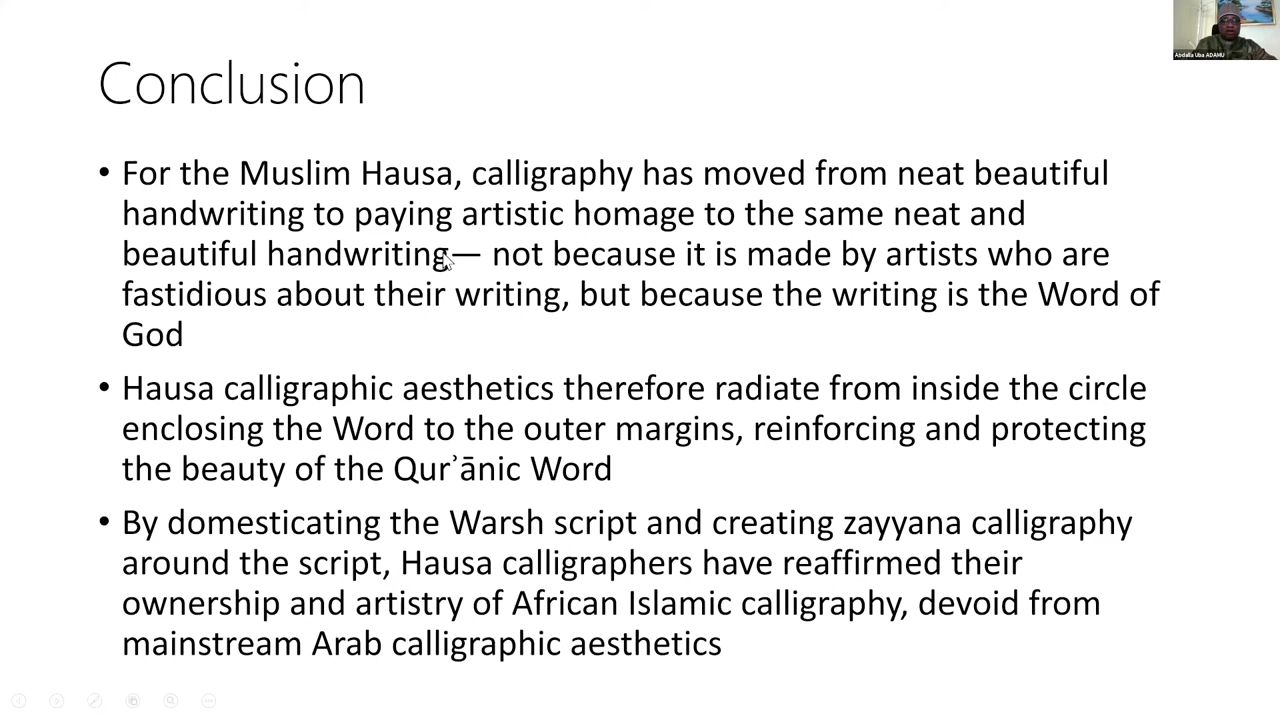 Abdalla Uba ADAMU
Conclusion
• For the Muslim Hausa, calligraphy has moved from neat beautiful
handwriting to paying artistic homage to the same neat and
beautiful handwriting— not because it is made by artists who are
fastidious about their writing, but because the writing is the Word of
God
• Hausa calligraphic aesthetics therefore radiate from inside the circle
enclosing the Word to the outer margins, reinforcing and protecting
the beauty of the Qurʾānic Word
• By domesticating the Warsh script and creating zayyana calligraphy
around the script, Hausa calligraphers have reaffirmed their
ownership and artistry of African Islamic calligraphy, devoid from
mainstream Arab calligraphic aesthetics